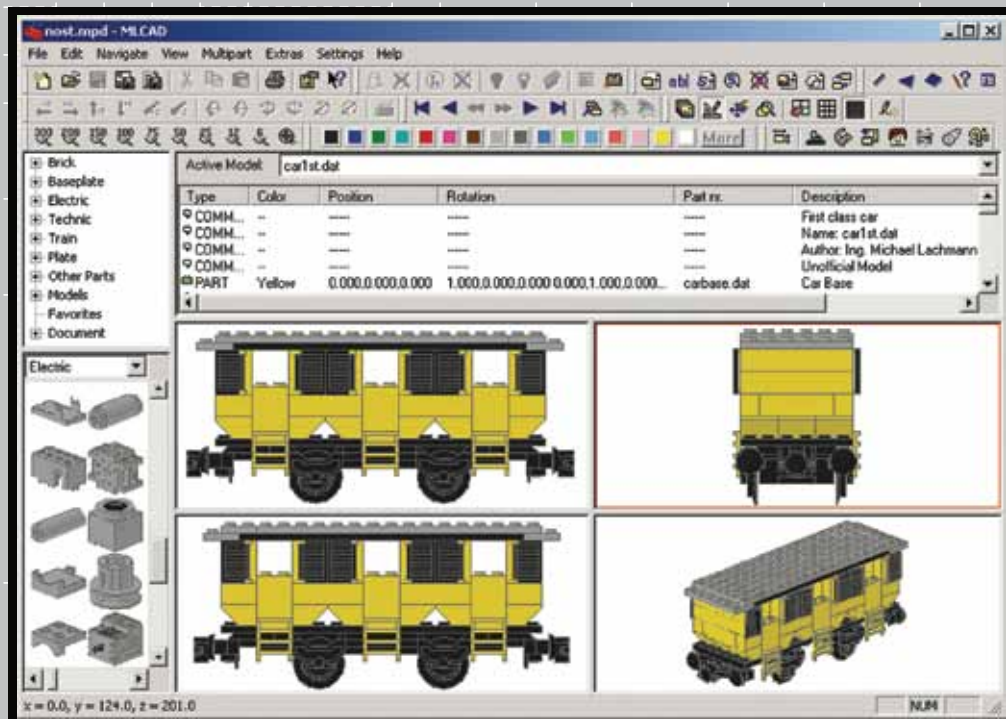 nost.mpd - MLCAD
File Edit Navigate View Multipart Extras Settings Help
abi
More
Brick
Baseplate
Electric
Technic
Train
Plate
Other Parts
Models
Favorites
Document
Active Model: car1st.dat
Type Color Position Rotation Part nr. Description
COMM... -- ----- ----- ----- First class car
COMM... -- ----- ----- ----- Name: car1st.dat
COMM... -- ----- ----- ----- Author: Ing. Michael Lachmann
COMM... -- ----- ----- ----- Unofficial Model
PART Yellow 0.000,0.000,0.000 1.000,0.000,0.000 0.000,1.000,0.000... carbase.dat Car Base
Electric
x = 0.0, y = 124.0, z = 201.0
NUM